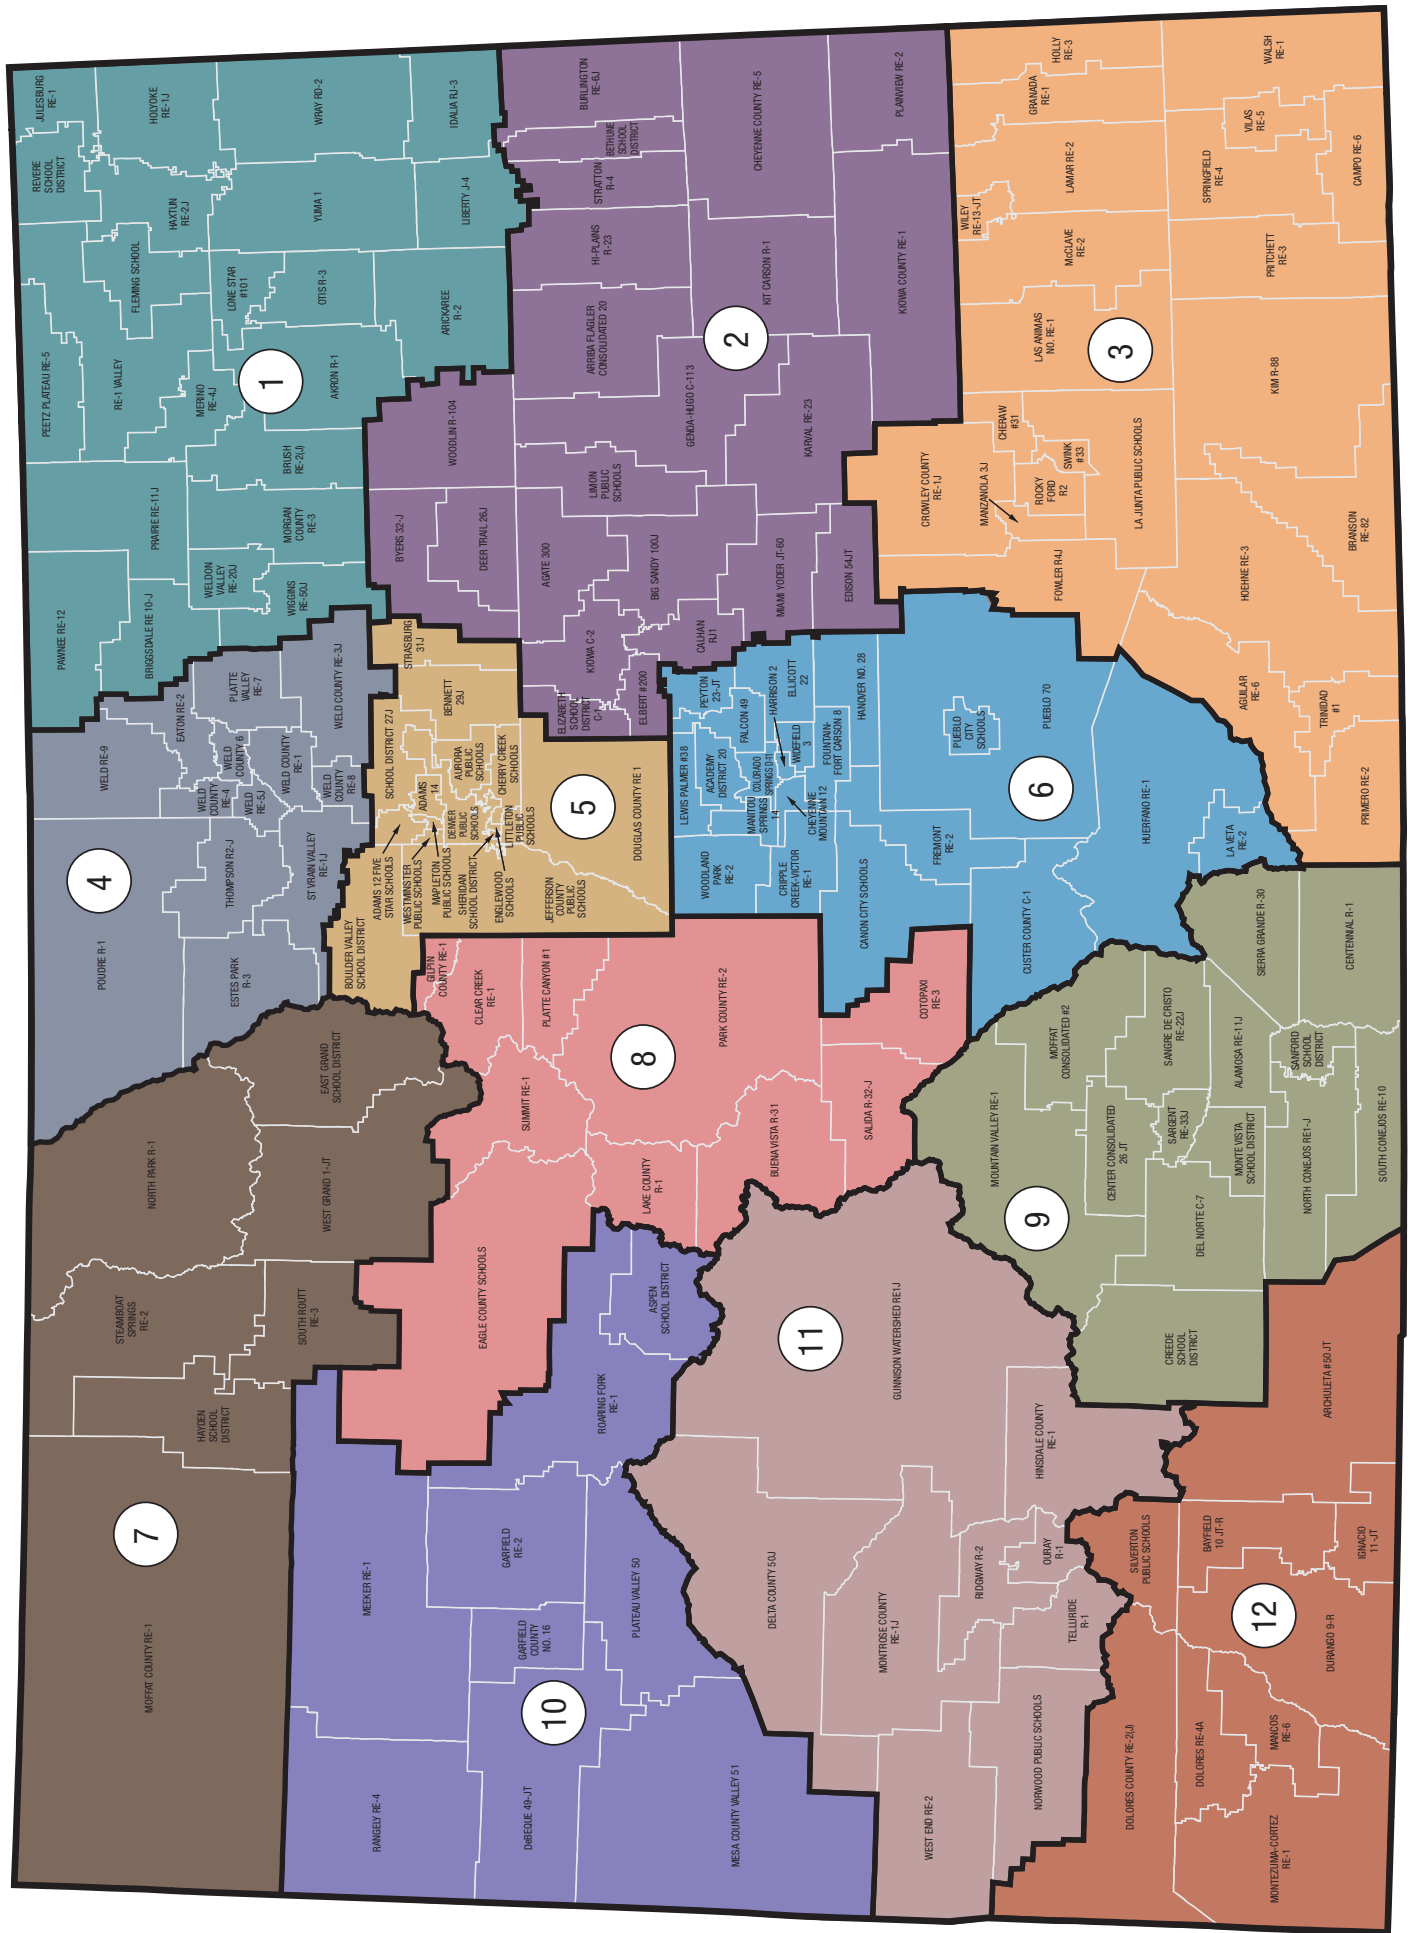 1
JULESBURG
RE-1
REVERE
SCHOOL
DISTRICT
HOLYOKE
RE-1J
HAXTUN
RE-2J
FLEMING SCHOOL
PEETZ PLATEAU RE-5
RE-1 VALLEY
MERINO
RE-4J
LONE STAR
#101
WRAY RD-2
YUMA 1
IDALIA RJ-3
LIBERTY J-4
OTIS R-3
ARICKAREE
R-2
AKRON R-1
BRUSH
RE-2(J)
PRAIRIE RE-11J
MORGAN
COUNTY
RE-3
WELDON
VALLEY
RE-20J
WIGGINS
RE-50J
PAWNEE RE-12
BRIGGSDALE RE 10-J
2
BURLINGTON
RE-6J
BETHUNE
SCHOOL
DISTRICT
STRATTON
R-4
HI-PLAINS
R-23
ARRIBA FLAGLER
CONSOLIDATED 20
CHEYENNE COUNTY RE-5
KIT CARSON R-1
PLAINVIEW RE-2
KIOWA COUNTY RE-1
GENOA-HUGO C-113
KARVAL RE-23
LIMON
PUBLIC
SCHOOLS
WOODLIN R-104
BYERS 32-J
DEER TRAIL 26J
AGATE 300
BIG SANDY 100J
MIAMI YODER JT-60
EDISON 54JT
KIOWA C-2
CALHAN
RJ1
ELIZABETH
SCHOOL
DISTRICT
C-1
ELBERT #200
3
HOLLY
RE-3
GRANADA
RE-1
WALSH
RE-1
VILAS
RE-5
LAMAR RE-2
WILEY
RE-13-JT
SPRINGFIELD
RE-4
CAMPO RE-6
McCLAVE
RE-2
PRITCHETT
RE-3
LAS ANIMAS
NO. RE-1
KIM R-88
CHERAW
#31
SWINK
#33
ROCKY
FORD
R2
MANZANOLA 3J
CROWLEY COUNTY
RE-1J
LA JUNTA PUBLIC SCHOOLS
FOWLER R4J
HOEHNE RE-3
BRANSON
RE-82
AGUILAR
RE-6
TRINIDAD
#1
PRIMERO RE-2
4
WELD RE-9
EATON RE-2
PLATTE
VALLEY
RE-7
WELD COUNTY RE-3J
WELD
COUNTY 6
WELD COUNTY
RE-1
WELD
COUNTY
RE-4
WELD
RE-5J
WELD
COUNTY
RE-8
THOMPSON R2-J
ST VRAIN VALLEY
RE-1J
POUDRE R-1
ESTES PARK
R-3
5
STRASBURG
31J
BENNETT
29J
SCHOOL DISTRICT 27J
AURORA
PUBLIC
SCHOOLS
CHERRY CREEK
SCHOOLS
ADAMS
14
DENVER
PUBLIC
SCHOOLS
LITTLETON
PUBLIC
SCHOOLS
ADAMS 12 FIVE
STAR SCHOOLS
WESTMINSTER
PUBLIC SCHOOLS
MAPLETON
PUBLIC SCHOOLS
SHERIDAN
SCHOOL DISTRICT
ENGLEWOOD
SCHOOLS
JEFFERSON
COUNTY
PUBLIC
SCHOOLS
DOUGLAS COUNTY RE 1
BOULDER VALLEY
SCHOOL DISTRICT
6
PEYTON
23-JT
FALCON 49
HARRISON 2
ELLICOTT
22
HANOVER NO. 28
LEWIS PALMER #38
ACADEMY
DISTRICT 20
COLORADO
SPRINGS D-11
WIDEFIELD
3
FOUNTAIN-
FORT CARSON 8
MANITOU
SPRINGS
14
CHEYENNE
MOUNTAIN 12
WOODLAND
PARK
RE-2
CRIPPLE
CREEK-VICTOR
RE-1
CANON CITY SCHOOLS
FREMONT
RE-2
PUEBLO
CITY
SCHOOLS
PUEBLO 70
HUERFANO RE-1
LA VETA
RE-2
CUSTER COUNTY C-1
7
NORTH PARK R-1
EAST GRAND
SCHOOL DISTRICT
WEST GRAND 1-JT
STEAMBOAT
SPRINGS
RE-2
SOUTH ROUTT
RE-3
HAYDEN
SCHOOL
DISTRICT
MOFFAT COUNTY RE-1
8
GILPIN
COUNTY RE-1
CLEAR CREEK
RE-1
PLATTE CANYON #1
PARK COUNTY RE-2
SUMMIT RE-1
COTOPAXI
RE-3
SALIDA R-32-J
BUENA VISTA R-31
LAKE COUNTY
R-1
EAGLE COUNTY SCHOOLS
9
SIERRA GRANDE R-30
CENTENNIAL R-1
MOFFAT
CONSOLIDATED #2
SANGRE DE CRISTO
RE-22J
ALAMOSA RE-11J
SANFORD
SCHOOL
DISTRICT
MOUNTAIN VALLEY RE-1
CENTER CONSOLIDATED
26 JT
SARGENT
RE-33J
MONTE VISTA
SCHOOL DISTRICT
NORTH CONEJOS RE1-J
SOUTH CONEJOS RE-10
DEL NORTE C-7
CREEDE
SCHOOL
DISTRICT
10
ASPEN
SCHOOL DISTRICT
ROARING FORK
RE-1
GARFIELD
RE-2
GARFIELD
COUNTY
NO. 16
MEEKER RE-1
PLATEAU VALLEY 50
RANGELY RE-4
DeBEQUE 49-JT
MESA COUNTY VALLEY 51
11
GUNNISON WATERSHED RE1J
HINSDALE COUNTY
RE-1
DELTA COUNTY 50J
MONTROSE COUNTY
RE-1J
RIDGWAY R-2
OURAY
R-1
TELLURIDE
R-1
NORWOOD PUBLIC SCHOOLS
WEST END RE-2
12
ARCHULETA #50 JT
SILVERTON
PUBLIC SCHOOLS
BAYFIELD
10 JT-R
IGNACIO
11-JT
DURANGO 9-R
DOLORES COUNTY RE-2(J)
DOLORES RE-4A
MANCOS
RE-6
MONTEZUMA-CORTEZ
RE-1